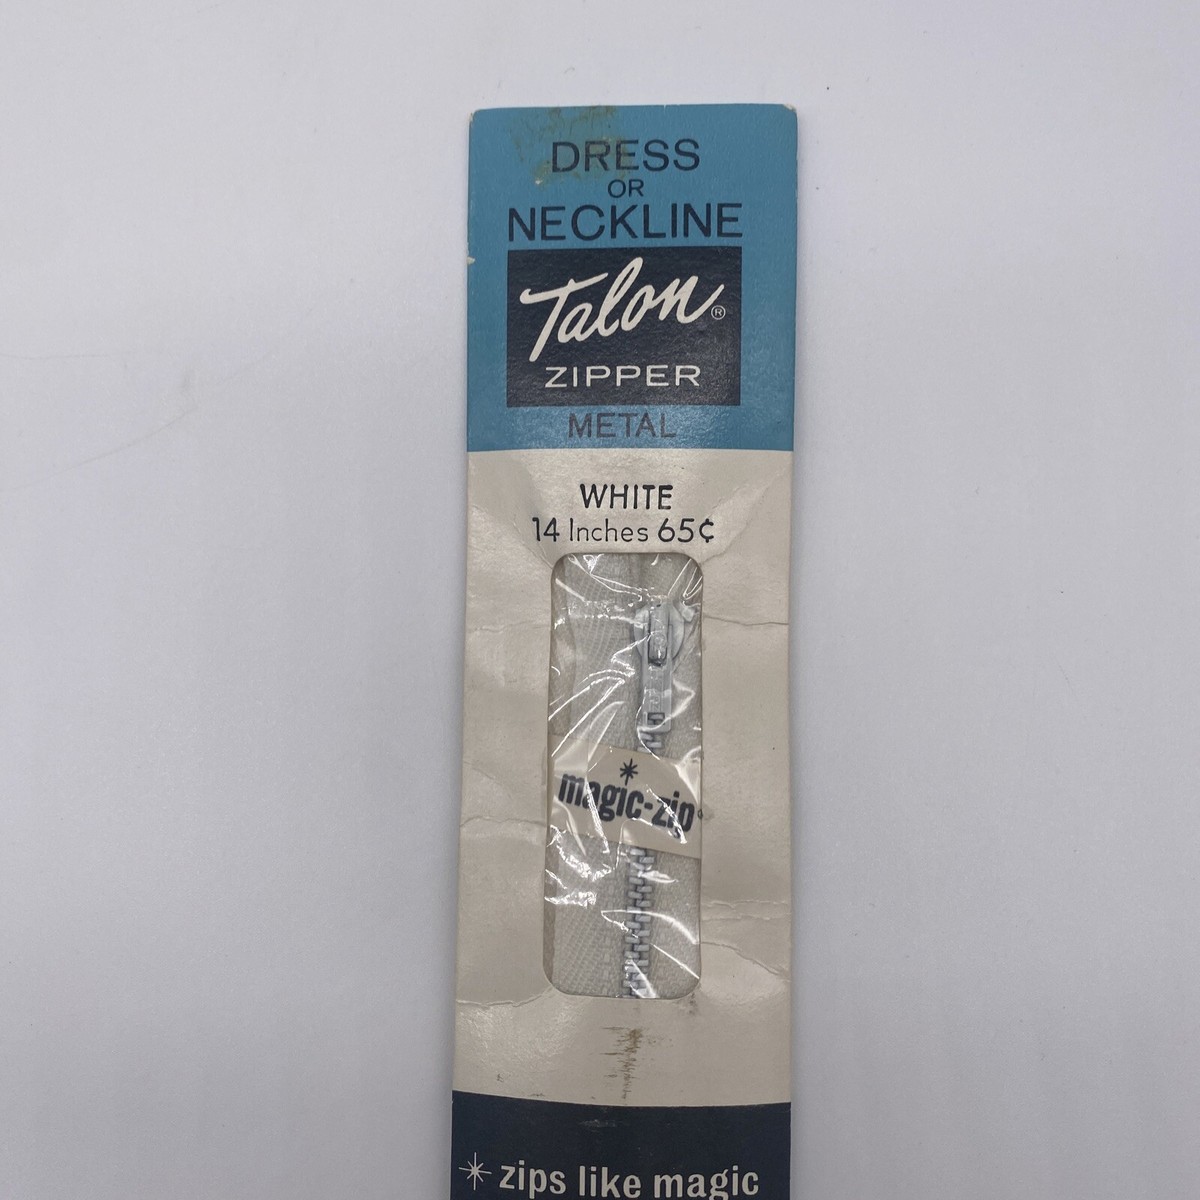 DRESS
OR
NECKLINE
Talon®
ZIPPER
METAL
WHITE
14 Inches 65¢
magic-zip
* zips like magic